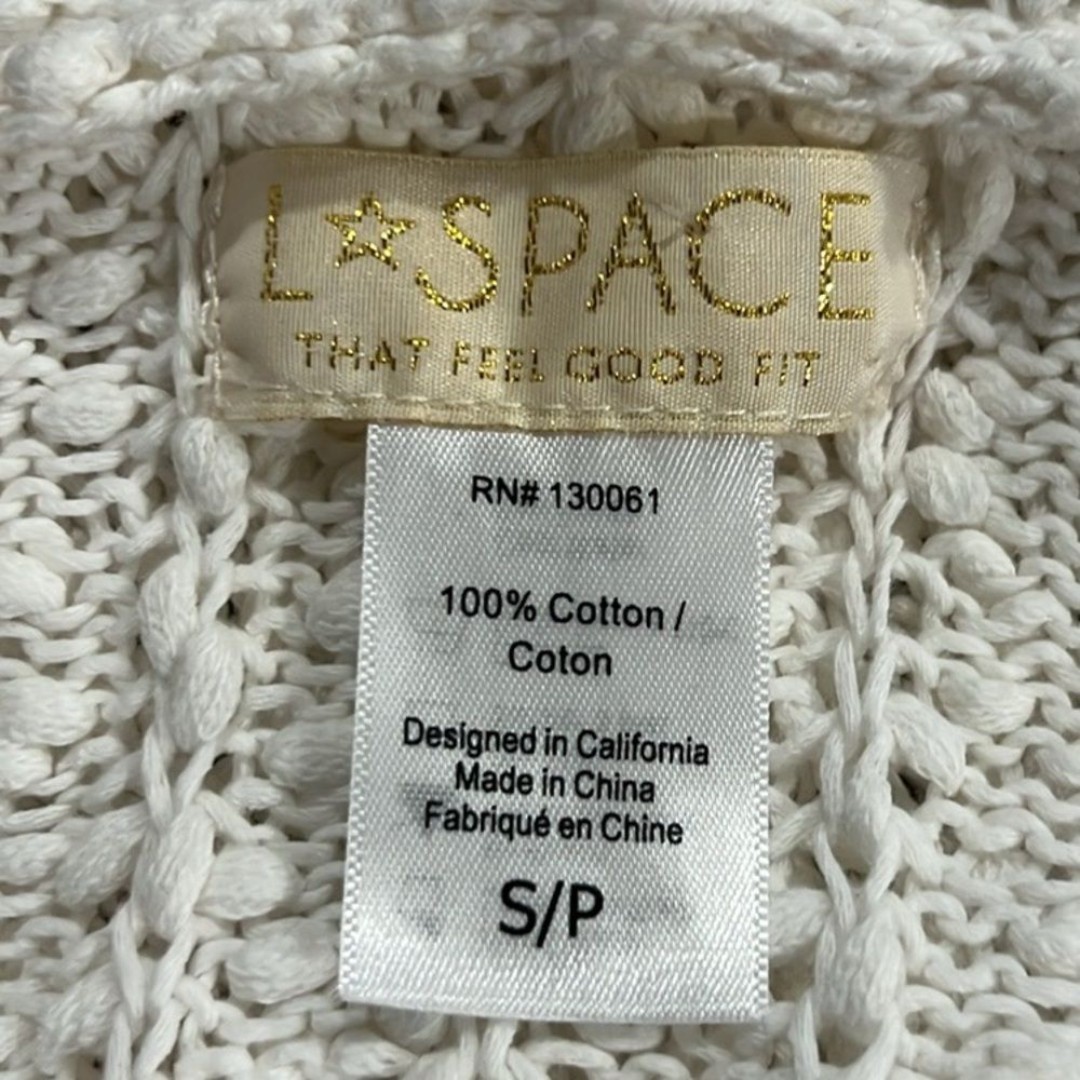 L☆SPACE
THAT FEEL GOOD FIT
RN# 130061
100% Cotton /
Coton
Designed in California
Made in China
Fabriqué en Chine
S/P